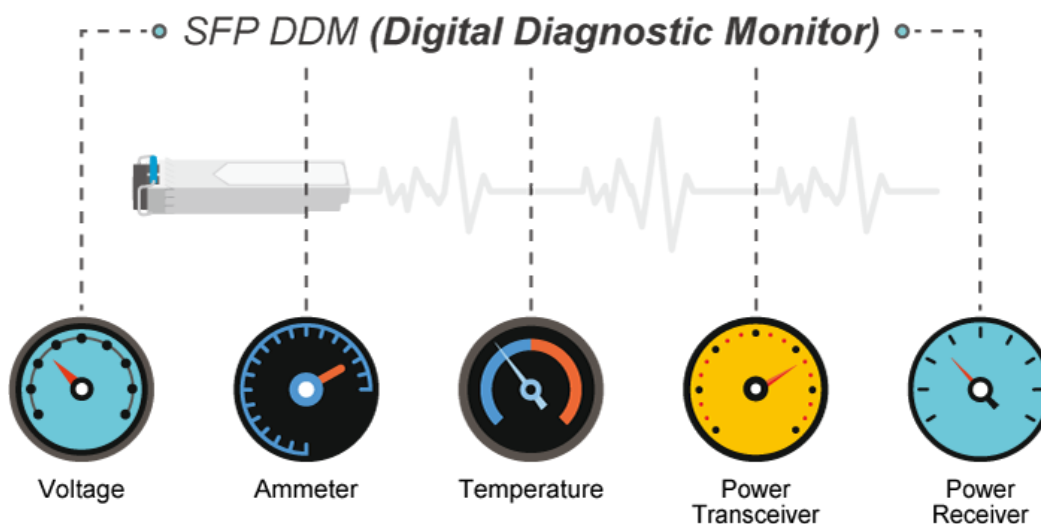 SFP DDM (Digital Diagnostic Monitor)
Voltage
Ammeter
Temperature
Power
Transceiver
Power
Receiver